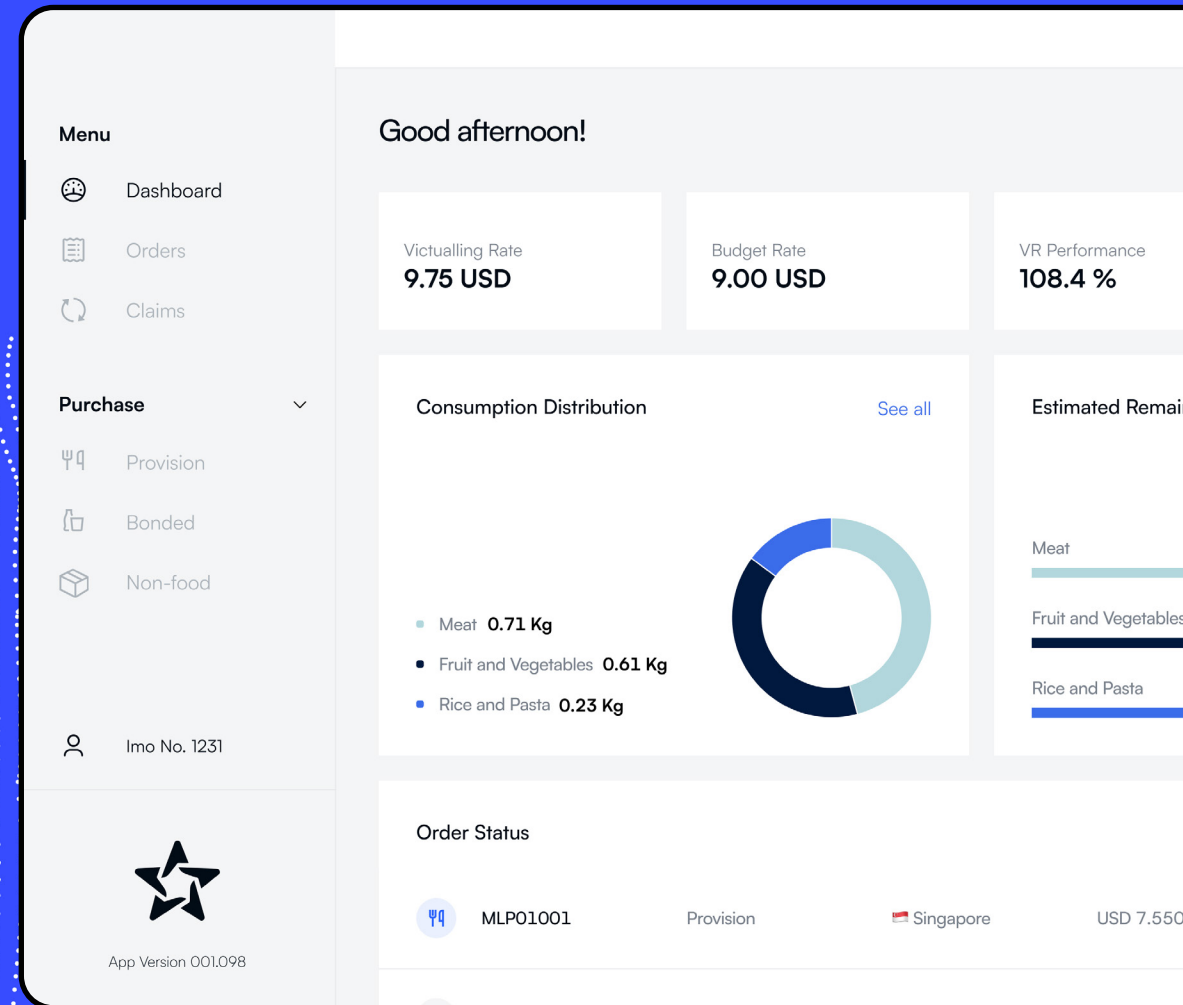 Menu
Dashboard
Orders
Claims
Purchase
Provision
Bonded
Non-food
Imo No. 1231
App Version 001.098
Good afternoon!
Victualling Rate
9.75 USD
Budget Rate
9.00 USD
VR Performance
108.4 %
Consumption Distribution
See all
Meat 0.71 Kg
Fruit and Vegetables 0.61 Kg
Rice and Pasta 0.23 Kg
Estimated
Meat
Fruit and Vegetables
Rice and Pasta
Order Status
MLP01001 Provision Singapore USD 7.550